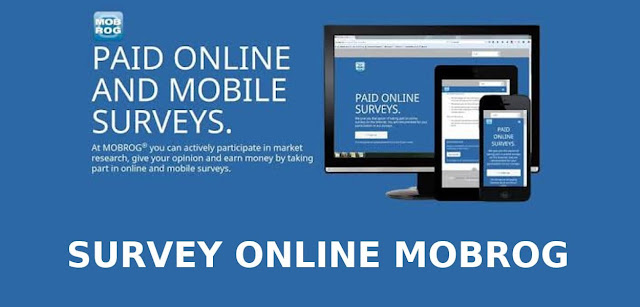 MOB
ROG
PAID ONLINE
AND MOBILE
SURVEYS.
At MOBROG® you can actively participate in market
research, give your opinion and earn money by taking
part in online and mobile surveys.
PAID ONLINE
SURVEYS.
PAID
ONLINE
SURVEYS.
SURVEY ONLINE MOBROG